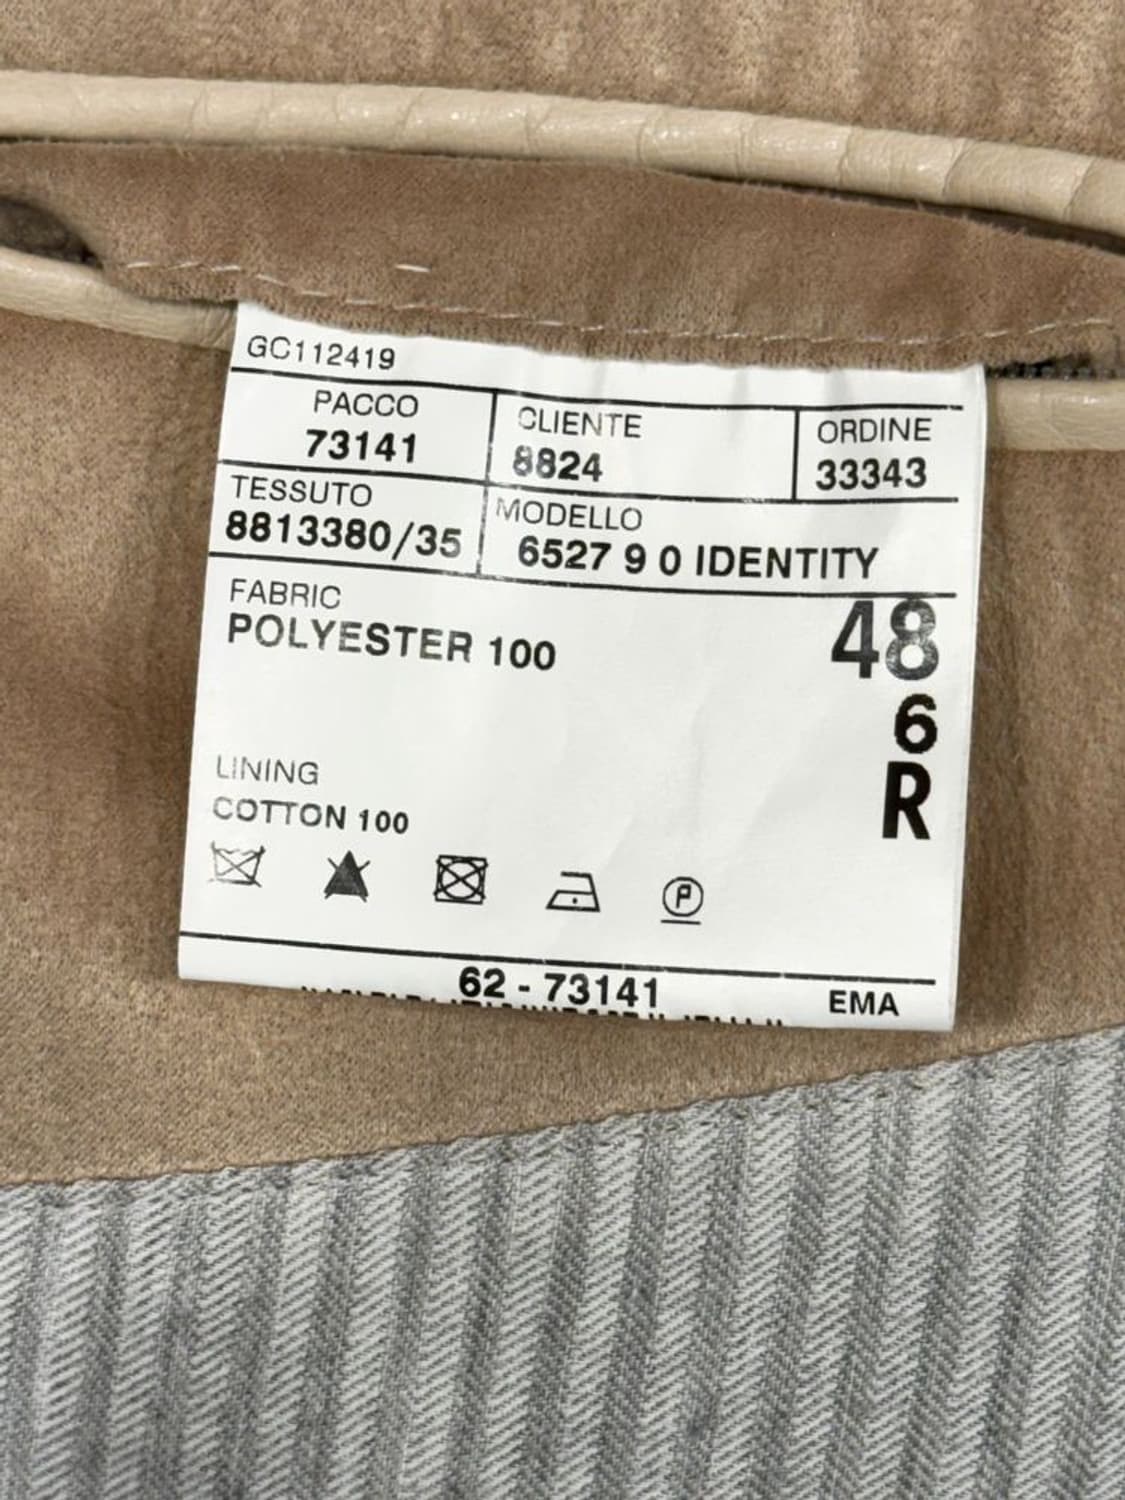 GC112419
PACCO CLIENTE ORDINE
73141 8824 33343
TESSUTO MODELLO
8813380/35 6527 9 0 IDENTITY
FABRIC
POLYESTER 100
48
6
R
LINING
COTTON 100
P
62 - 73141 EMA